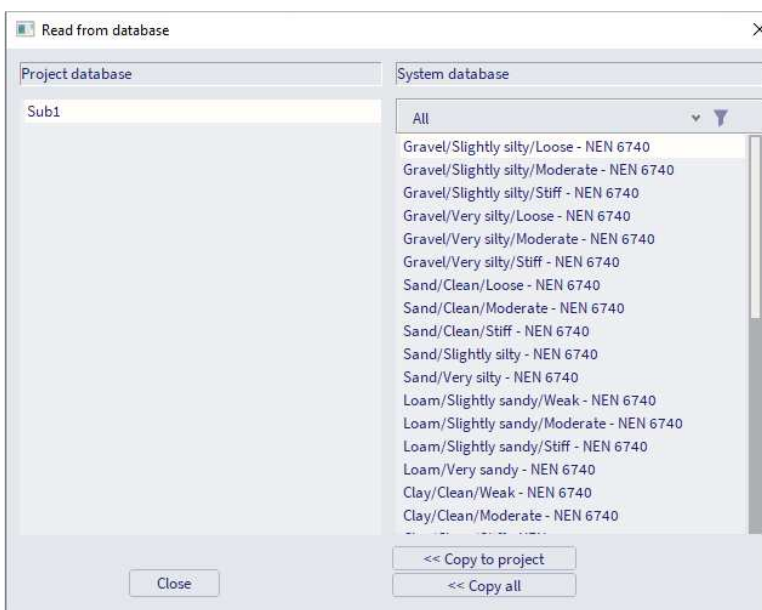 Read from database
Project database
Sub1
System database
All
Gravel/Slightly silty/Loose - NEN 6740
Gravel/Slightly silty/Moderate - NEN 6740
Gravel/Slightly silty/Stiff - NEN 6740
Gravel/Very silty/Loose - NEN 6740
Gravel/Very silty/Moderate - NEN 6740
Gravel/Very silty/Stiff - NEN 6740
Sand/Clean/Loose - NEN 6740
Sand/Clean/Moderate - NEN 6740
Sand/Clean/Stiff - NEN 6740
Sand/Slightly silty - NEN 6740
Sand/Very silty - NEN 6740
Loam/Slightly sandy/Weak - NEN 6740
Loam/Slightly sandy/Moderate - NEN 6740
Loam/Slightly sandy/Stiff - NEN 6740
Loam/Very sandy - NEN 6740
Clay/Clean/Weak - NEN 6740
Clay/Clean/Moderate - NEN 6740
<< Copy to project
Close
<< Copy all